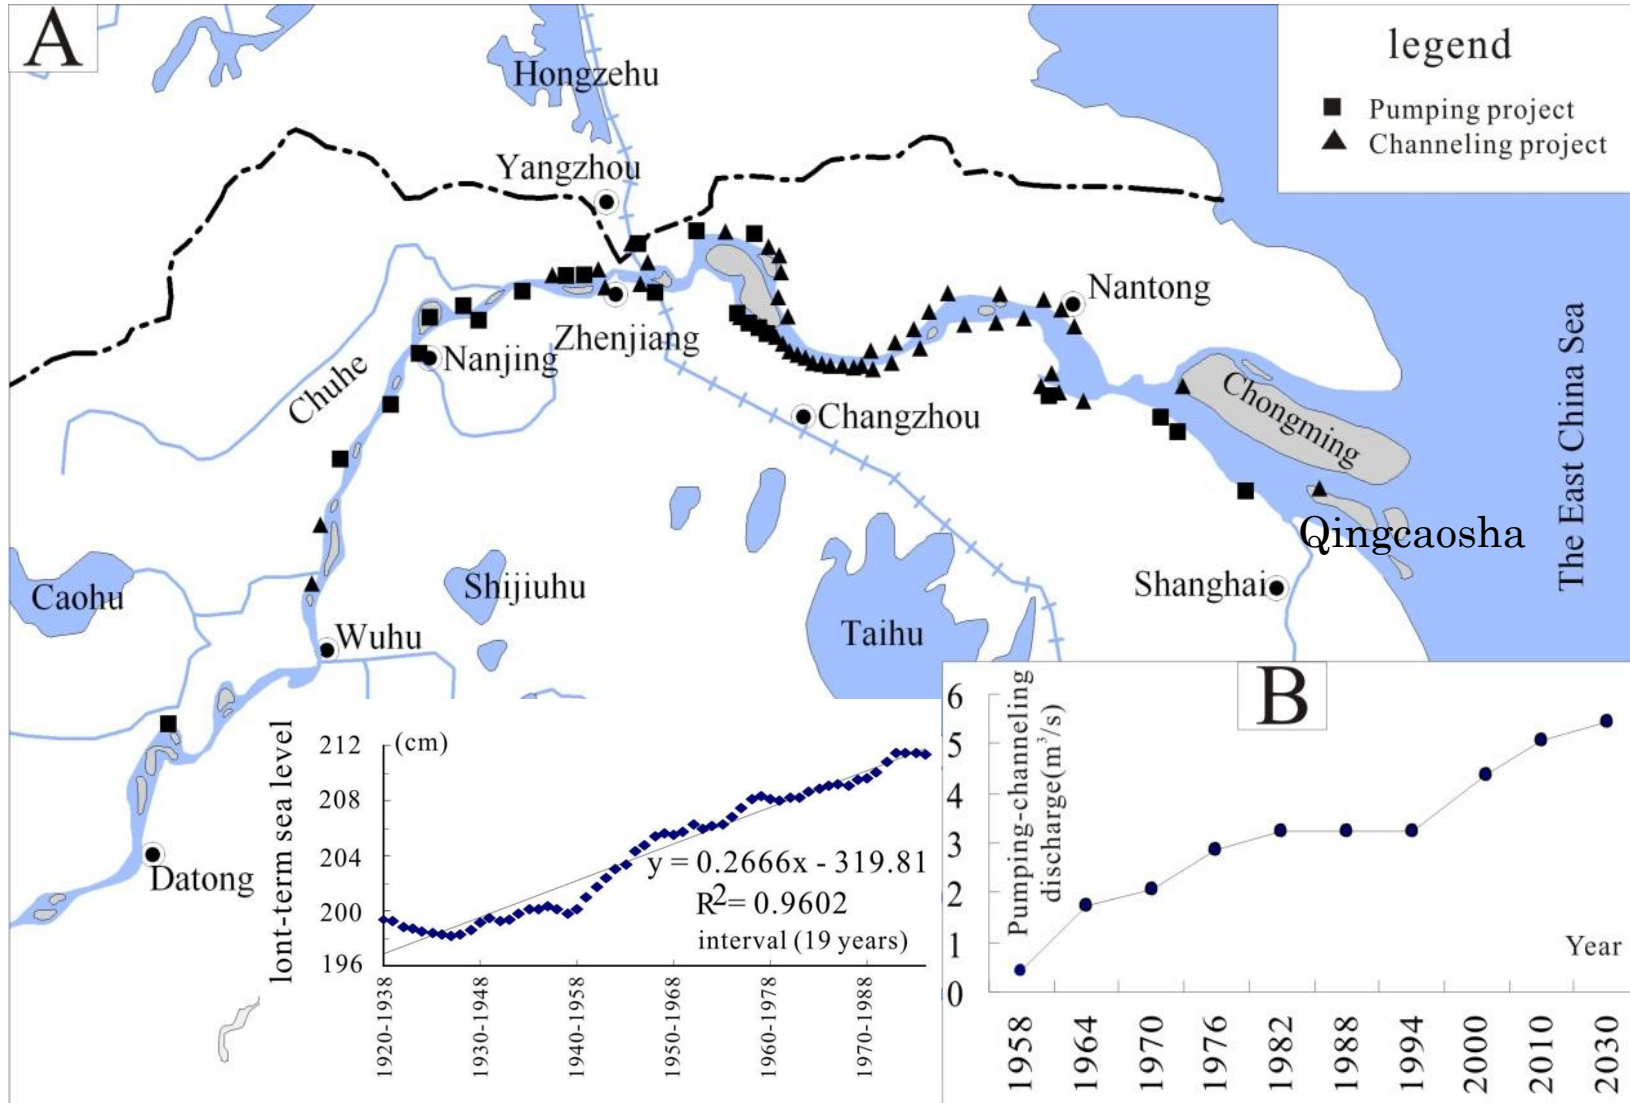 A
legend
Pumping project
Channeling project
Hongzehu
Yangzhou
Nantong
Zhenjiang
Nanjing
Chuhe
Changzhou
Chongming
The East China Sea
Qingcaosha
Shanghai
Caohu
Shijiuhu
Taihu
Wuhu
Datong
lont-term sea level
(cm)
212
208
204
200
196
y = 0.2666x - 319.81
R²= 0.9602
interval (19 years)
1920-1938
1930-1948
1940-1958
1950-1968
1960-1978
1970-1988
B
Pumping-channeling
discharge(m³/s)
6
5
4
3
2
1
0
Year
1958
1964
1970
1976
1982
1988
1994
2000
2010
2030